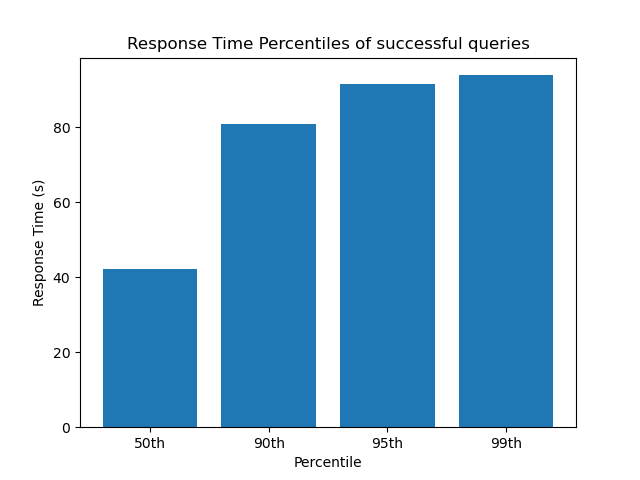 Response Time Percentiles of successful queries
Response Time (s)
80
60
40
20
0
50th 90th 95th 99th
Percentile